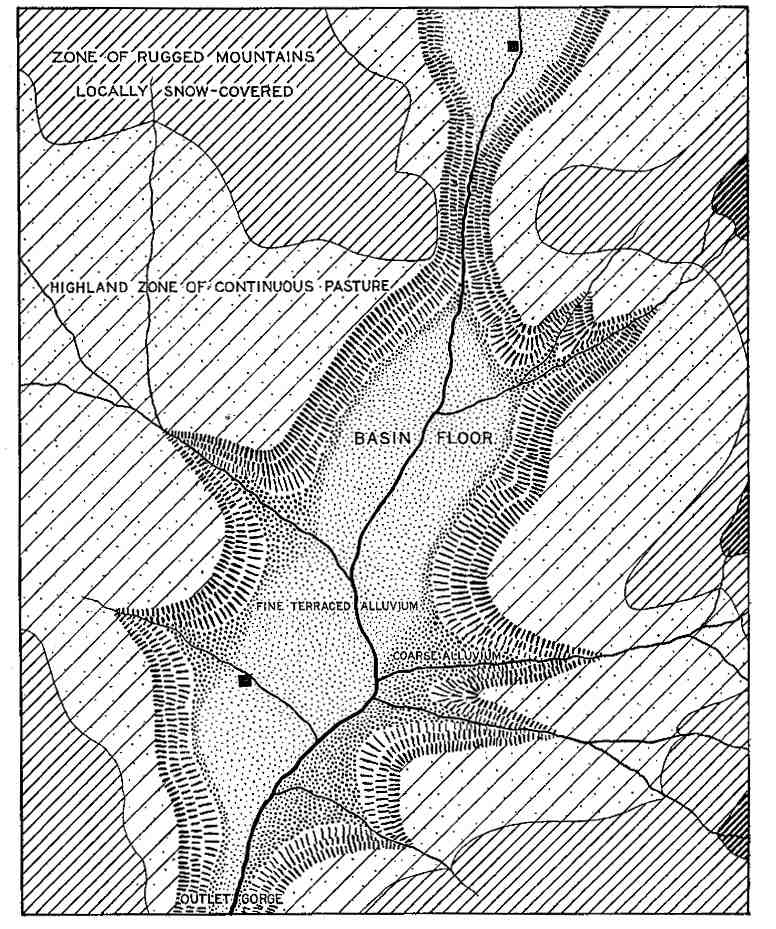 ZONE OF RUGGED MOUNTAINS
LOCALLY SNOW-COVERED
HIGHLAND ZONE OF CONTINUOUS PASTURE
BASIN FLOOR
FINE TERRACED ALLUVIUM
COARSE ALLUVIUM
OUTLET GORGE